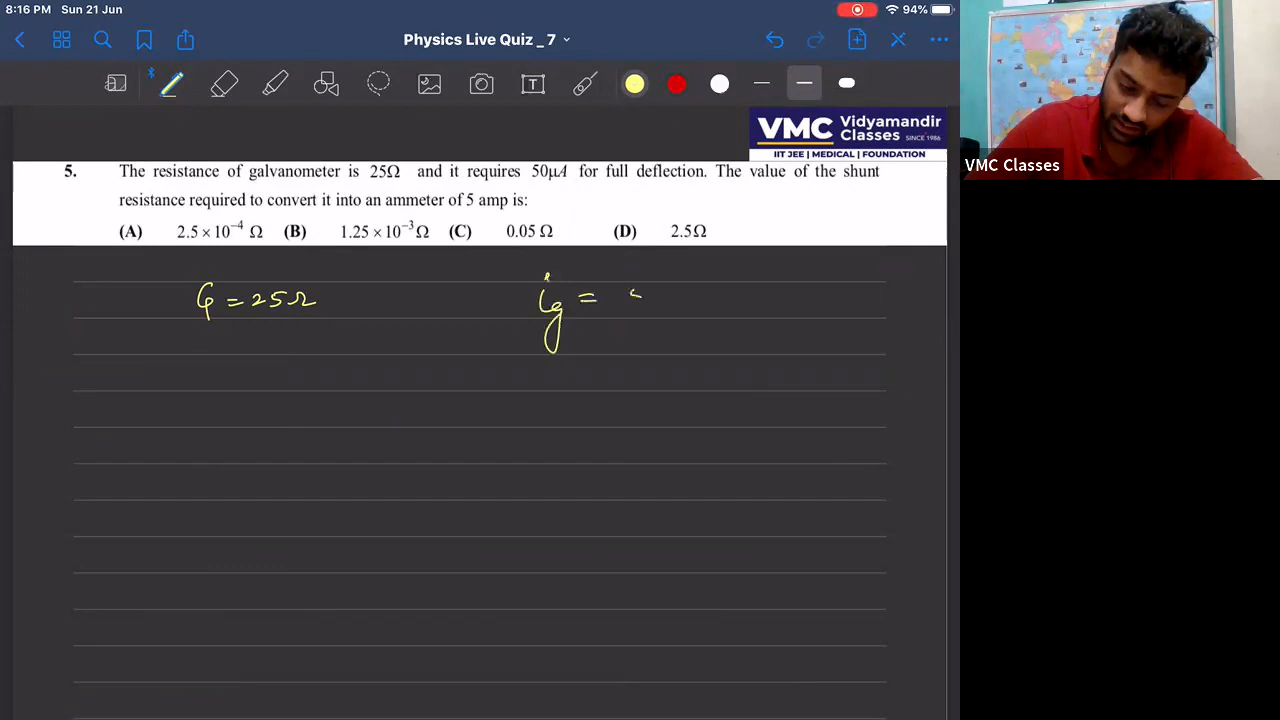 8:16 PM Sun 21 Jun
94%
Physics Live Quiz _ 7
T
VMC Vidyamandir Classes SINCE 1986
IIT JEE | MEDICAL | FOUNDATION
VMC Classes
5. The resistance of galvanometer is 25Ω and it requires 50μA for full deflection. The value of the shunt
resistance required to convert it into an ammeter of 5 amp is:
(A) 2.5 × 10⁻⁴ Ω (B) 1.25 × 10⁻³ Ω (C) 0.05 Ω (D) 2.5Ω
G = 25Ω i_g =